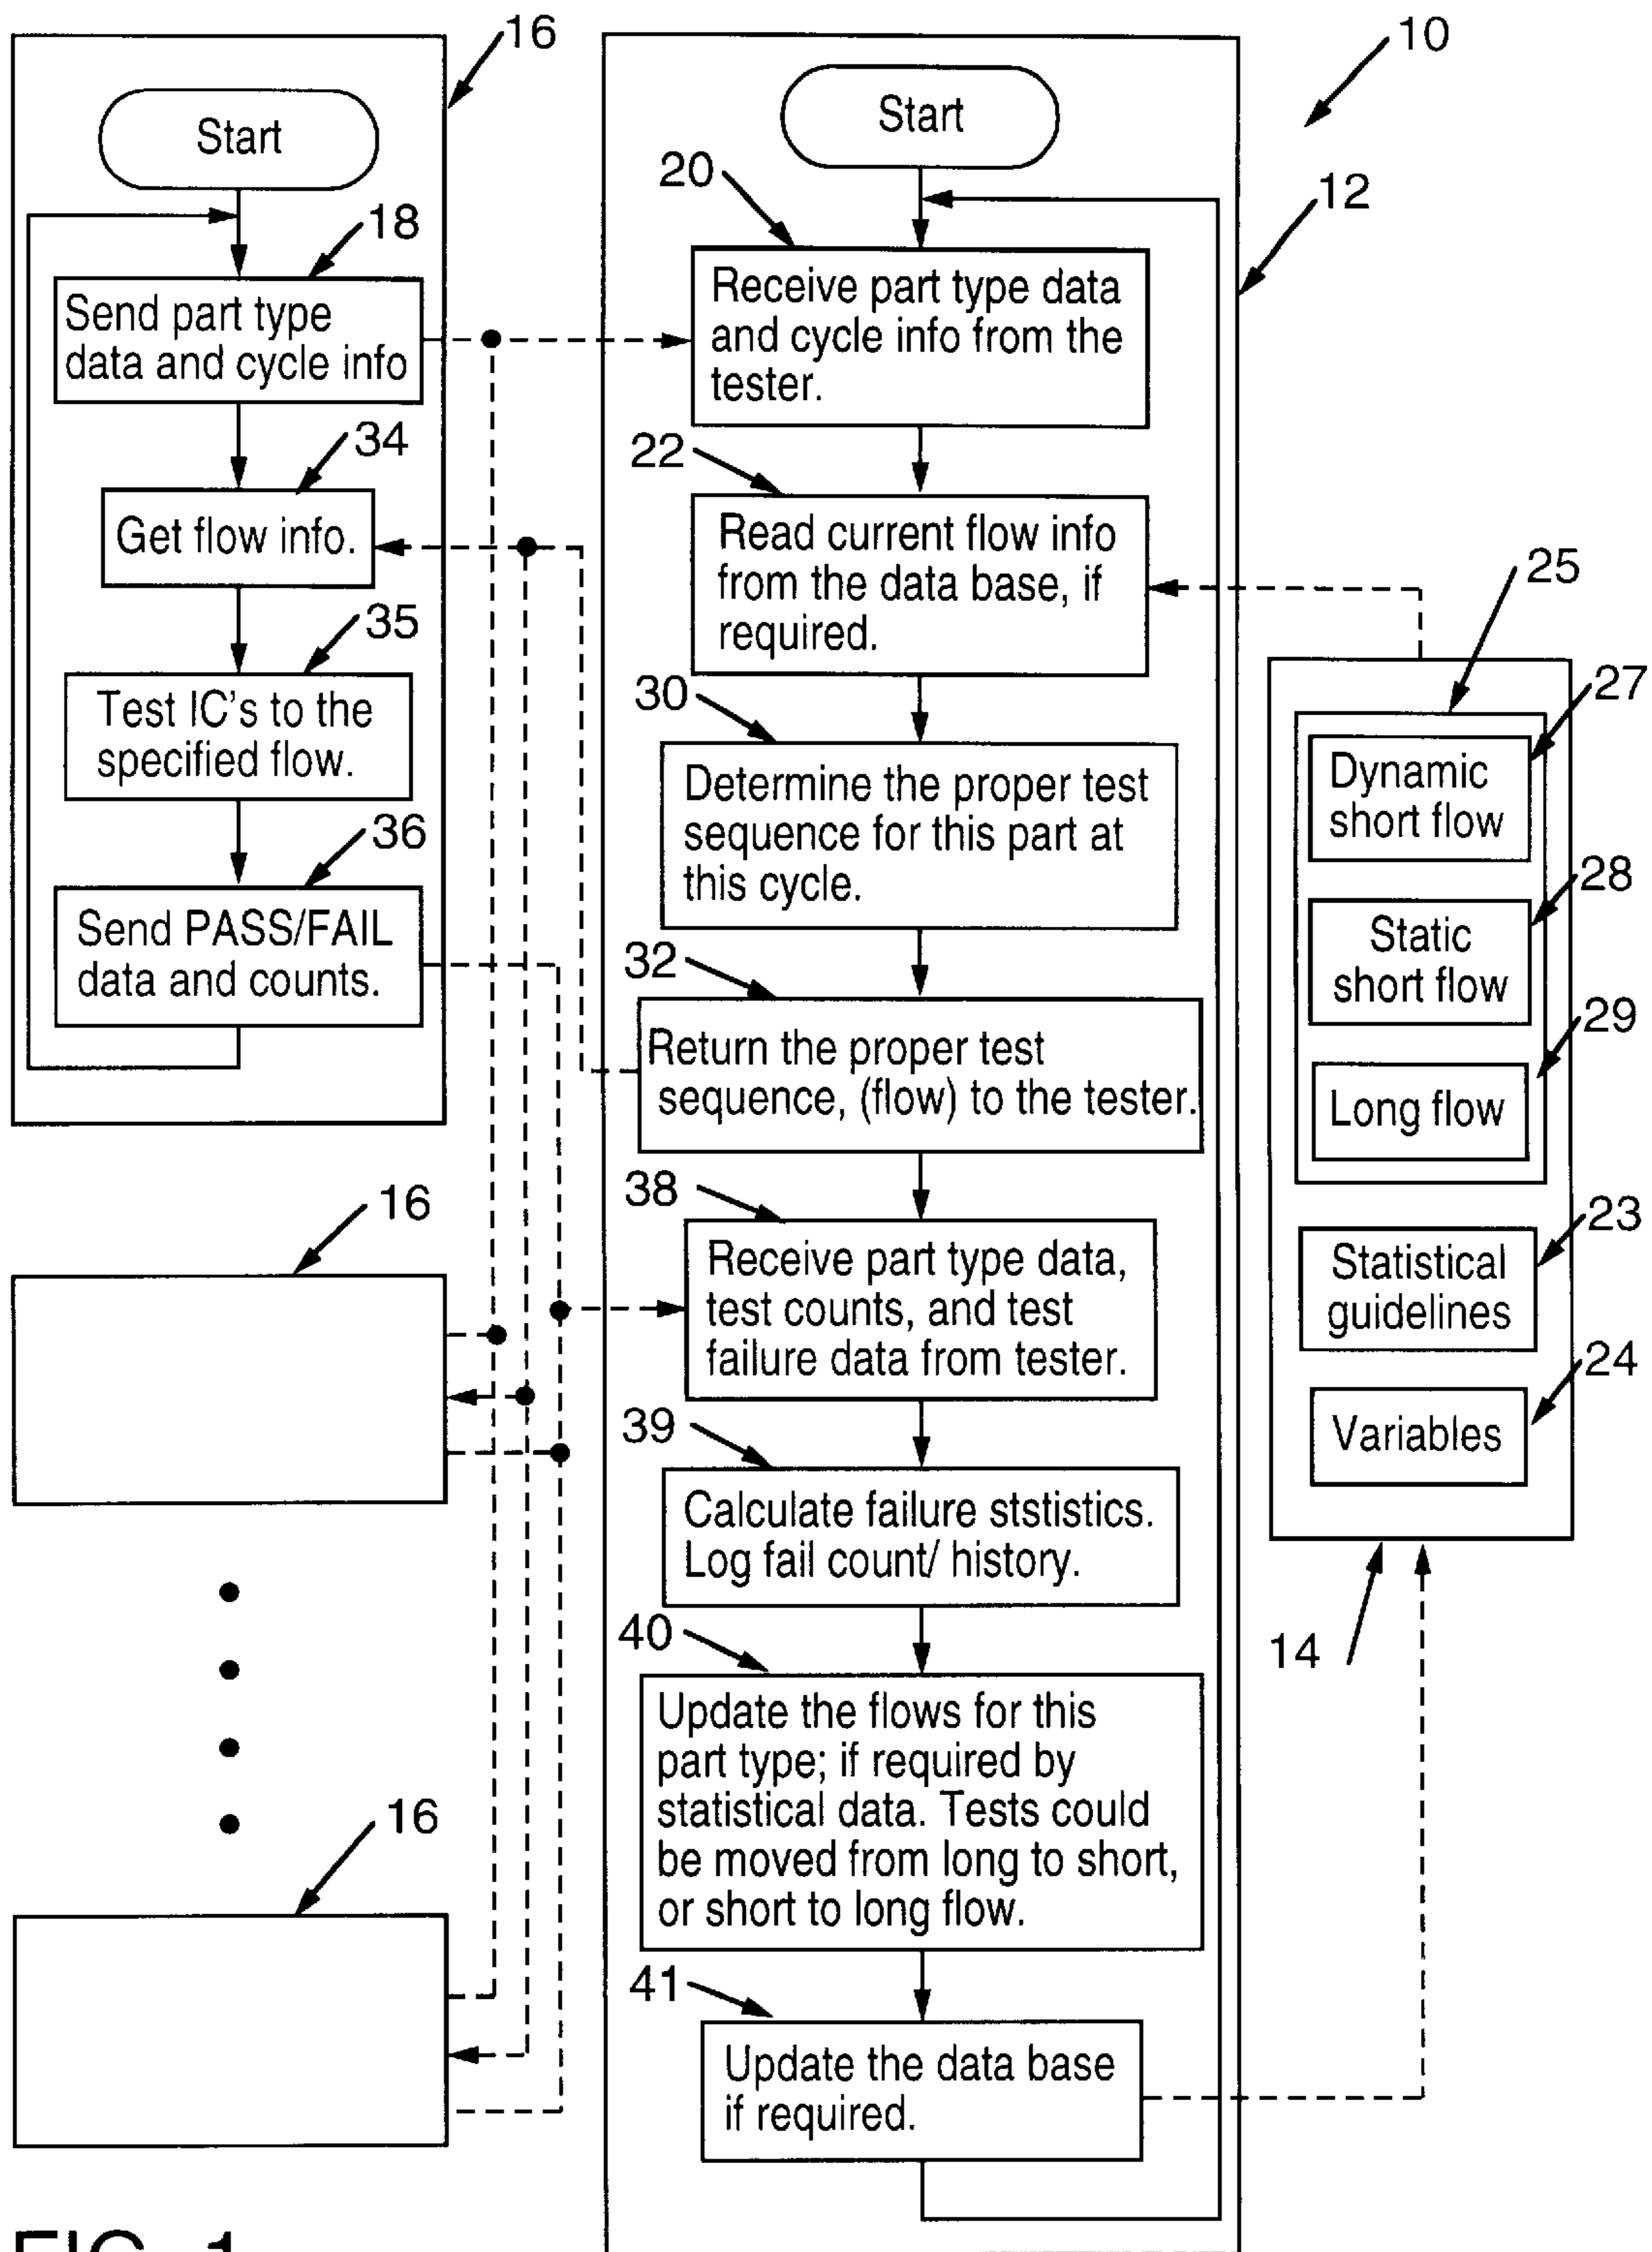 16
Start
18
Send part type
data and cycle info
34
Get flow info.
35
Test IC's to the
specified flow.
36
Send PASS/FAIL
data and counts.
16
16
10
12
Start
20
Receive part type data
and cycle info from the
tester.
22
Read current flow info
from the data base, if
required.
30
Determine the proper test
sequence for this part at
this cycle.
32
Return the proper test
sequence, (flow) to the tester.
38
Receive part type data,
test counts, and test
failure data from tester.
39
Calculate failure ststistics.
Log fail count/ history.
40
Update the flows for this
part type; if required by
statistical data. Tests could
be moved from long to short,
or short to long flow.
41
Update the data base
if required.
25
27
Dynamic
short flow
28
Static
short flow
29
Long flow
23
Statistical
guidelines
24
Variables
14
FIG. 1